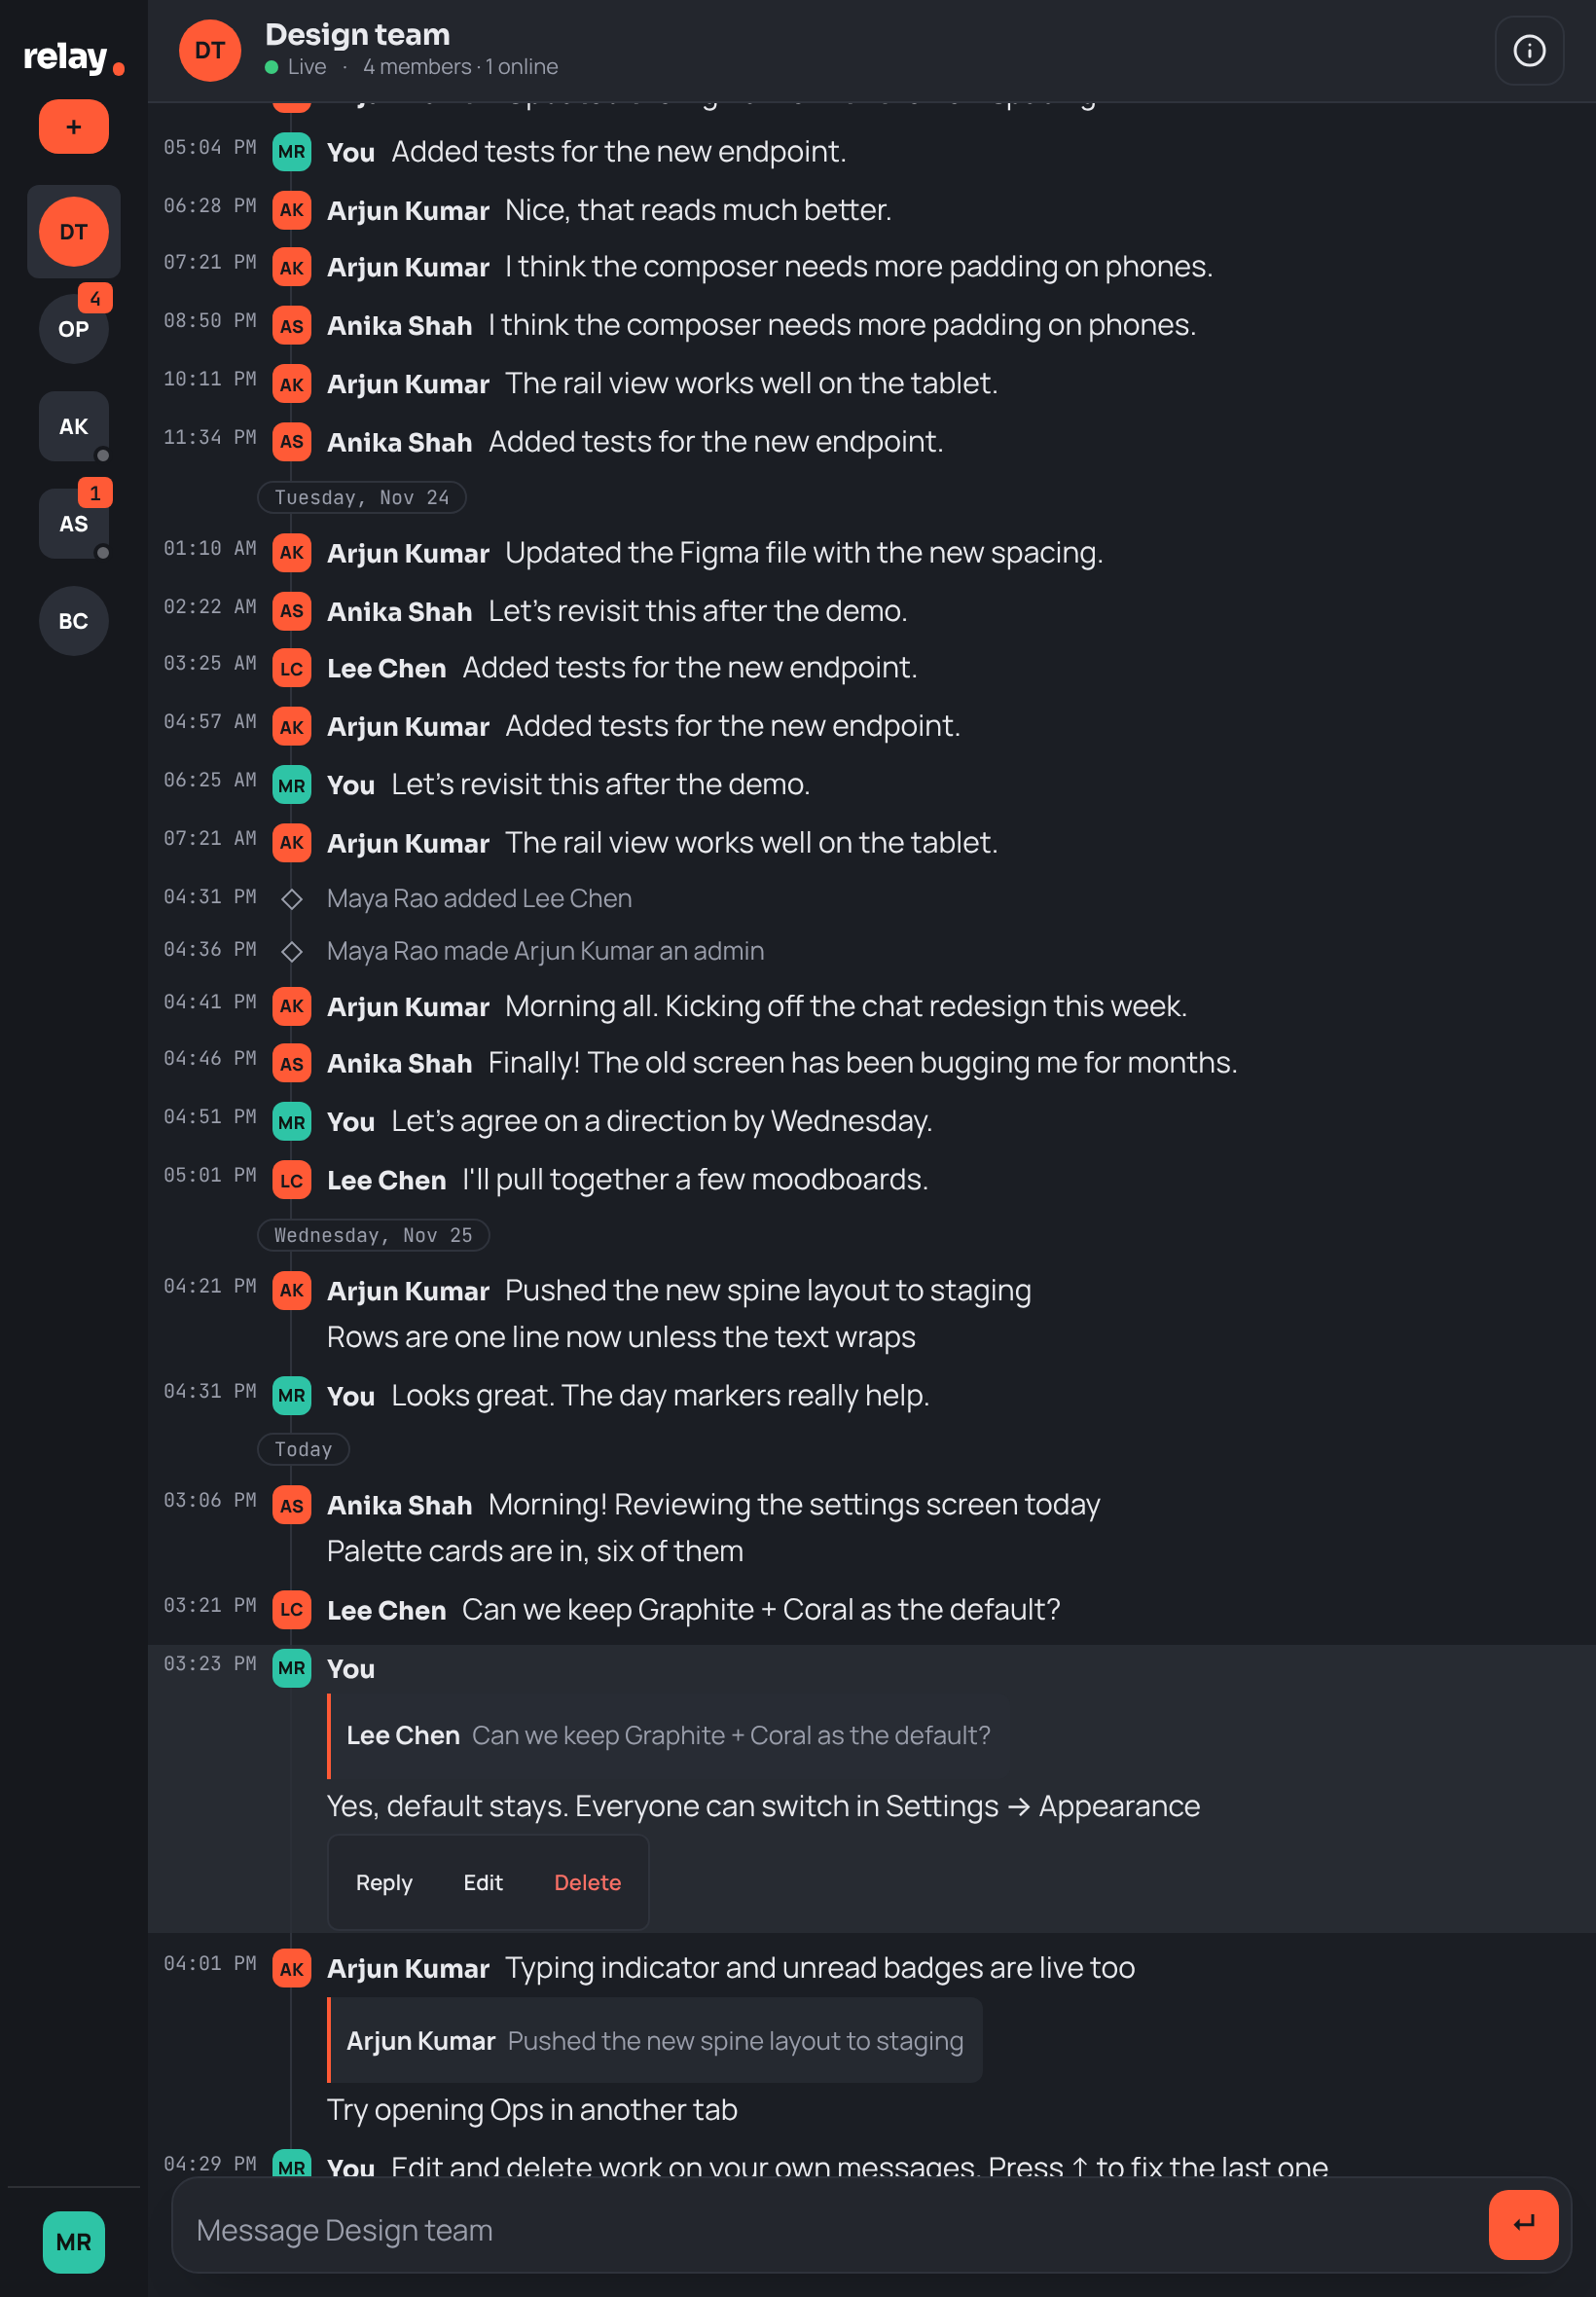 relay.
+
DT
4
OP
AK
1
AS
BC
MR
DT
Design team
Live · 4 members · 1 online
05:04 PM MR You Added tests for the new endpoint.
06:28 PM AK Arjun Kumar Nice, that reads much better.
07:21 PM AK Arjun Kumar I think the composer needs more padding on phones.
08:50 PM AS Anika Shah I think the composer needs more padding on phones.
10:11 PM AK Arjun Kumar The rail view works well on the tablet.
11:34 PM AS Anika Shah Added tests for the new endpoint.
Tuesday, Nov 24
01:10 AM AK Arjun Kumar Updated the Figma file with the new spacing.
02:22 AM AS Anika Shah Let's revisit this after the demo.
03:25 AM LC Lee Chen Added tests for the new endpoint.
04:57 AM AK Arjun Kumar Added tests for the new endpoint.
06:25 AM MR You Let's revisit this after the demo.
07:21 AM AK Arjun Kumar The rail view works well on the tablet.
04:31 PM Maya Rao added Lee Chen
04:36 PM Maya Rao made Arjun Kumar an admin
04:41 PM AK Arjun Kumar Morning all. Kicking off the chat redesign this week.
04:46 PM AS Anika Shah Finally! The old screen has been bugging me for months.
04:51 PM MR You Let's agree on a direction by Wednesday.
05:01 PM LC Lee Chen I'll pull together a few moodboards.
Wednesday, Nov 25
04:21 PM AK Arjun Kumar Pushed the new spine layout to staging
Rows are one line now unless the text wraps
04:31 PM MR You Looks great. The day markers really help.
Today
03:06 PM AS Anika Shah Morning! Reviewing the settings screen today
Palette cards are in, six of them
03:21 PM LC Lee Chen Can we keep Graphite + Coral as the default?
03:23 PM MR You
Lee Chen Can we keep Graphite + Coral as the default?
Yes, default stays. Everyone can switch in Settings → Appearance
Reply Edit Delete
04:01 PM AK Arjun Kumar Typing indicator and unread badges are live too
Arjun Kumar Pushed the new spine layout to staging
Try opening Ops in another tab
04:29 PM MR You Edit and delete work on your own messages. Press ↑ to fix the last one
Message Design team